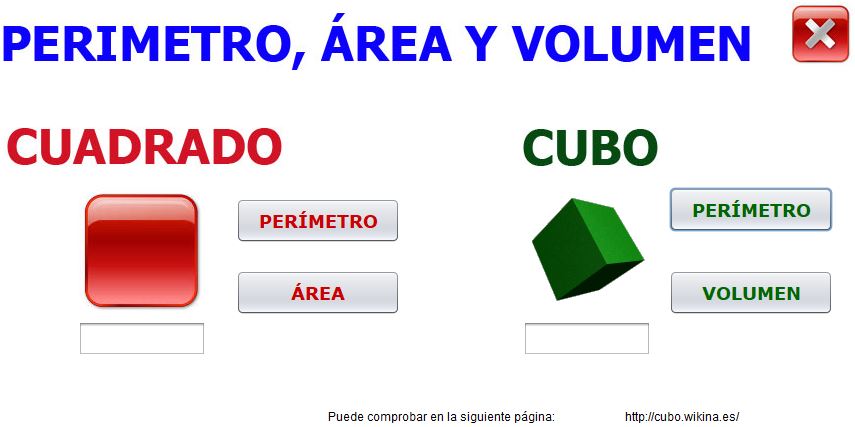 PERIMETRO, ÁREA Y VOLUMEN
CUADRADO
PERÍMETRO
ÁREA
CUBO
PERÍMETRO
VOLUMEN
Puede comprobar en la siguiente página: http://cubo.wikina.es/